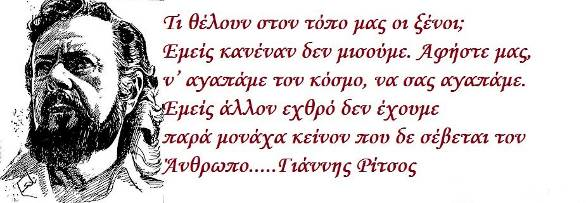 Τι θέλουν στον τόπο μας οι ξένοι;
Εμείς κανέναν δεν μισούμε. Αφήστε μας,
ν' αγαπάμε τον κόσμο, να σας αγαπάμε.
Εμείς άλλον εχθρό δεν έχουμε
παρά μονάχα κείνον που δε σέβεται τον
Άνθρωπο.....Γιάννης Ρίτσος